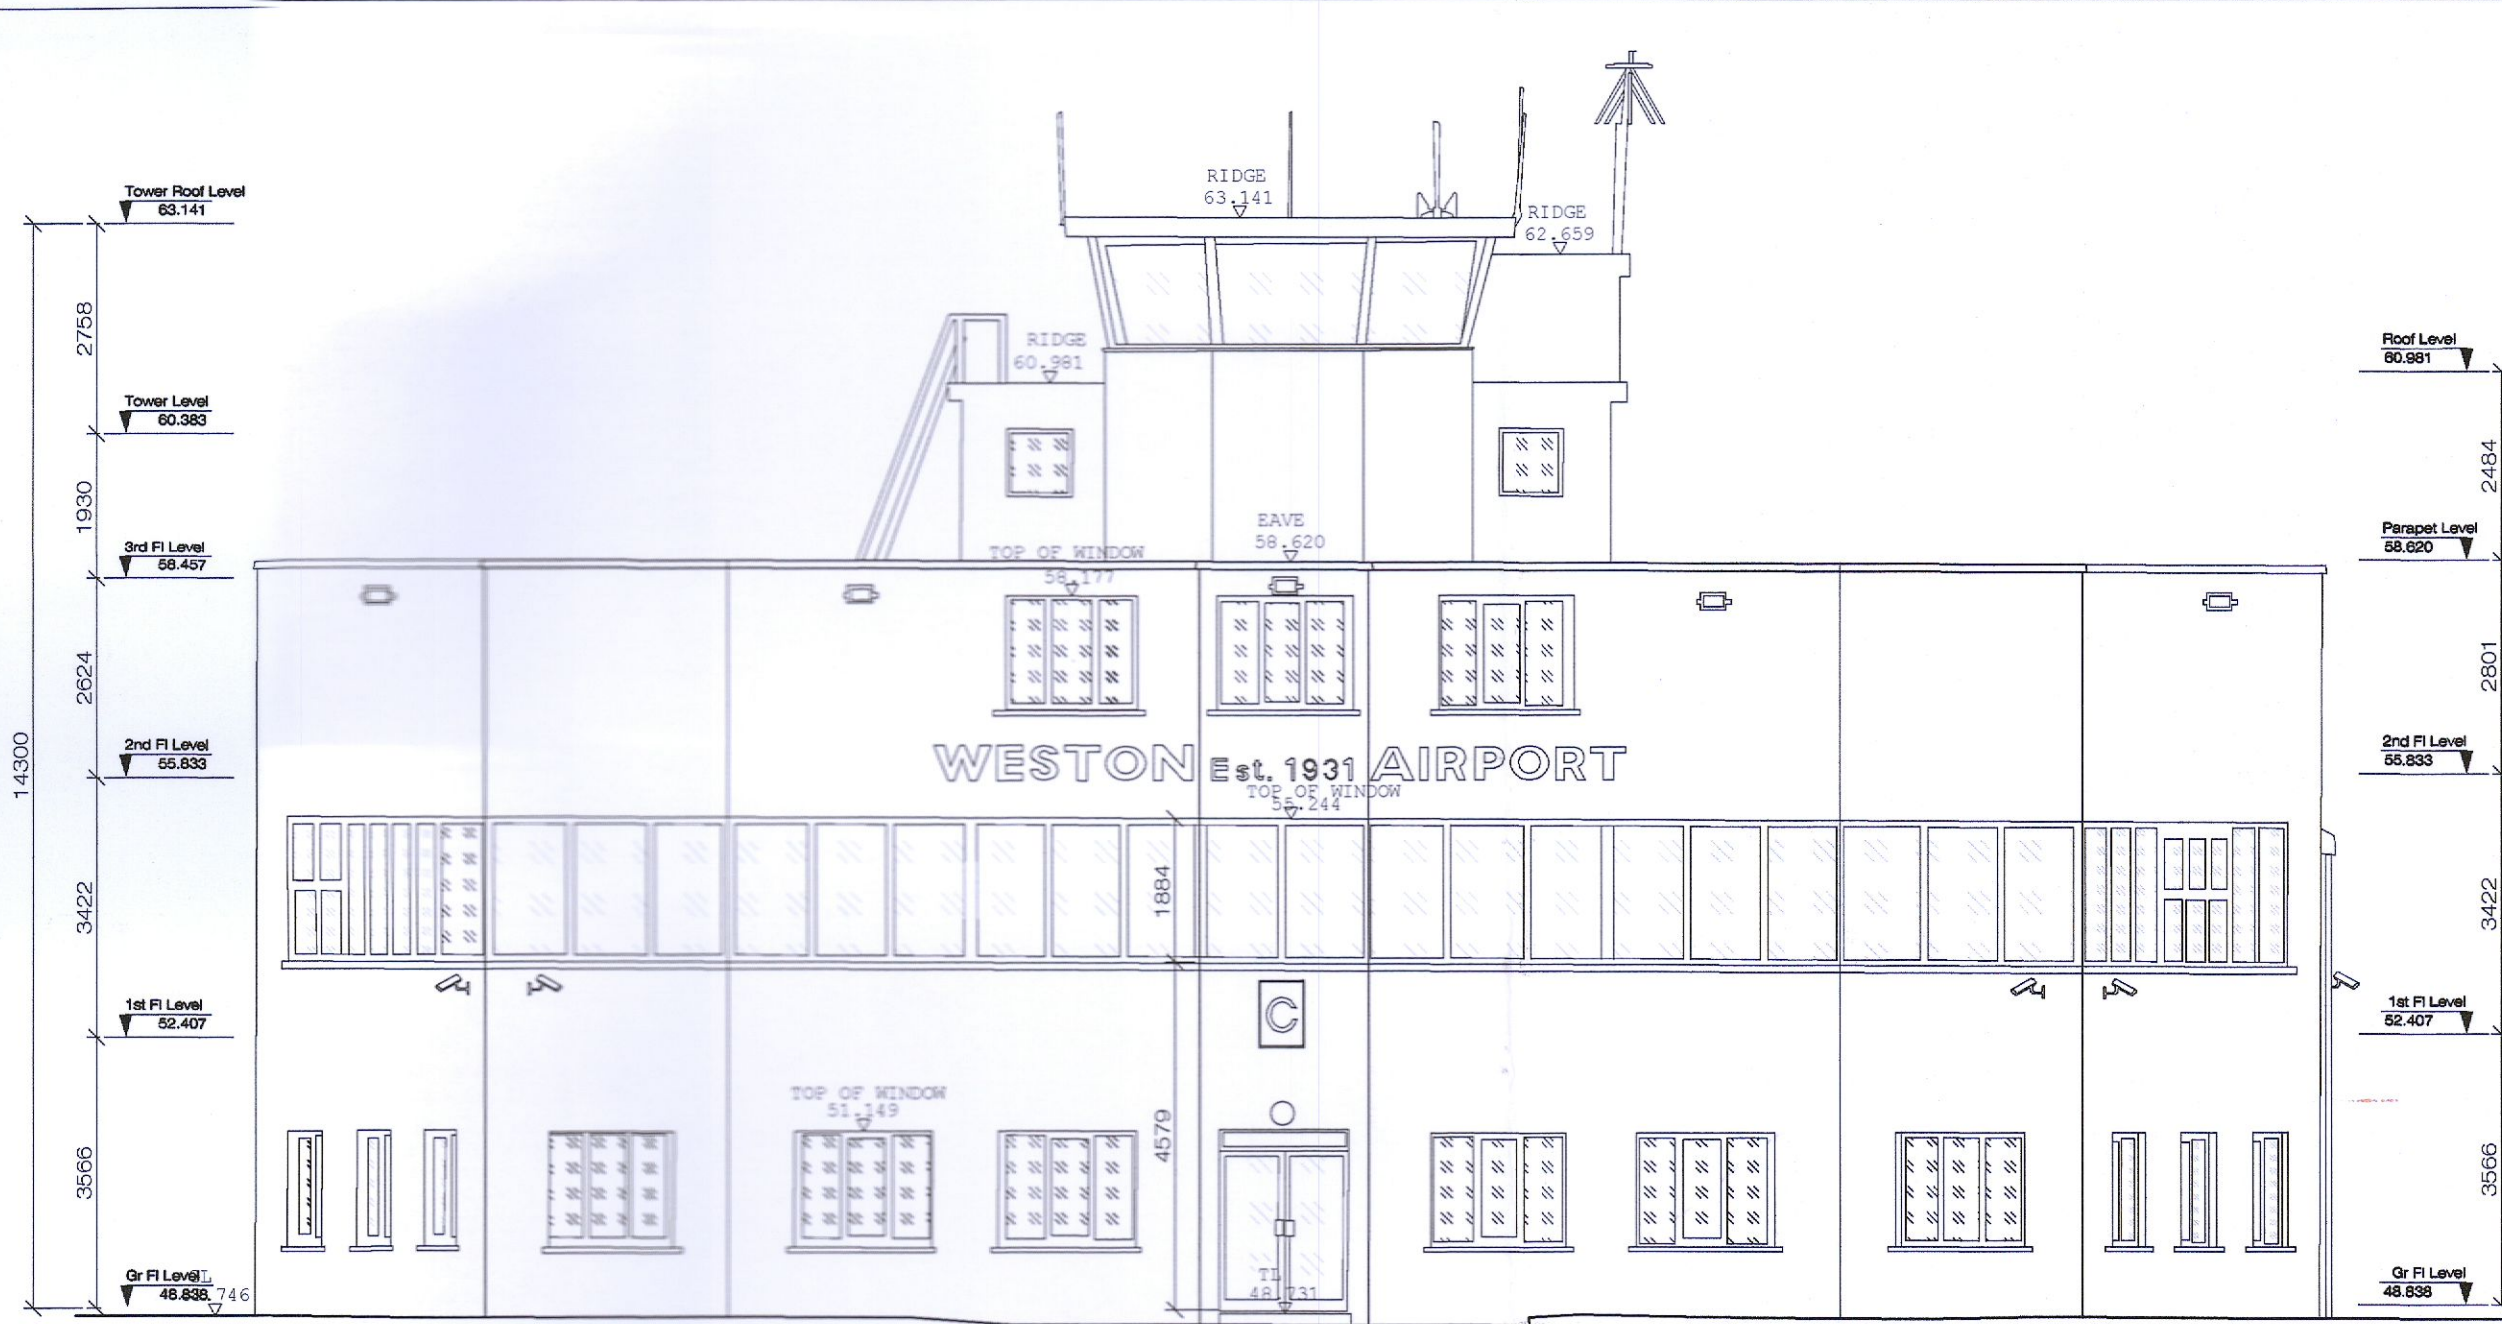 Tower Roof Level
63.141
Tower Level
60.383
3rd Fl Level
58.457
2nd Fl Level
55.833
1st Fl Level
52.407
Gr Fl Level
48.838
746
14300
2758
1930
2624
3422
3566
RIDGE
63.141
RIDGE
62.659
RIDGE
60.981
EAVE
58.620
TOP OF WINDOW
58.177
WESTON Est. 1931 AIRPORT
TOP OF WINDOW
55.244
1884
C
TOP OF WINDOW
51.149
4579
TL
48.731
Roof Level
60.981
Parapet Level
58.620
2nd Fl Level
55.833
1st Fl Level
52.407
Gr Fl Level
48.838
2484
2801
3422
3566